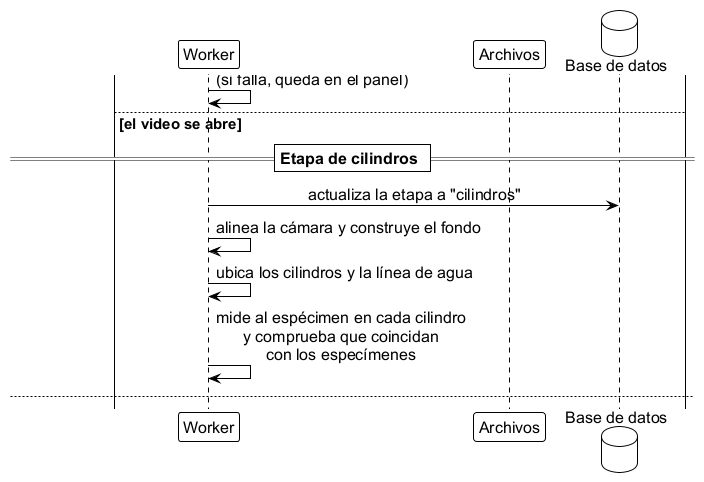 Worker
Archivos
Base de datos
(si falla, queda en el panel)
[el video se abre]
Etapa de cilindros
actualiza la etapa a "cilindros"
alinea la cámara y construye el fondo
ubica los cilindros y la línea de agua
mide al espécimen en cada cilindro
y comprueba que coincidan
con los especímenes
Worker
Archivos
Base de datos